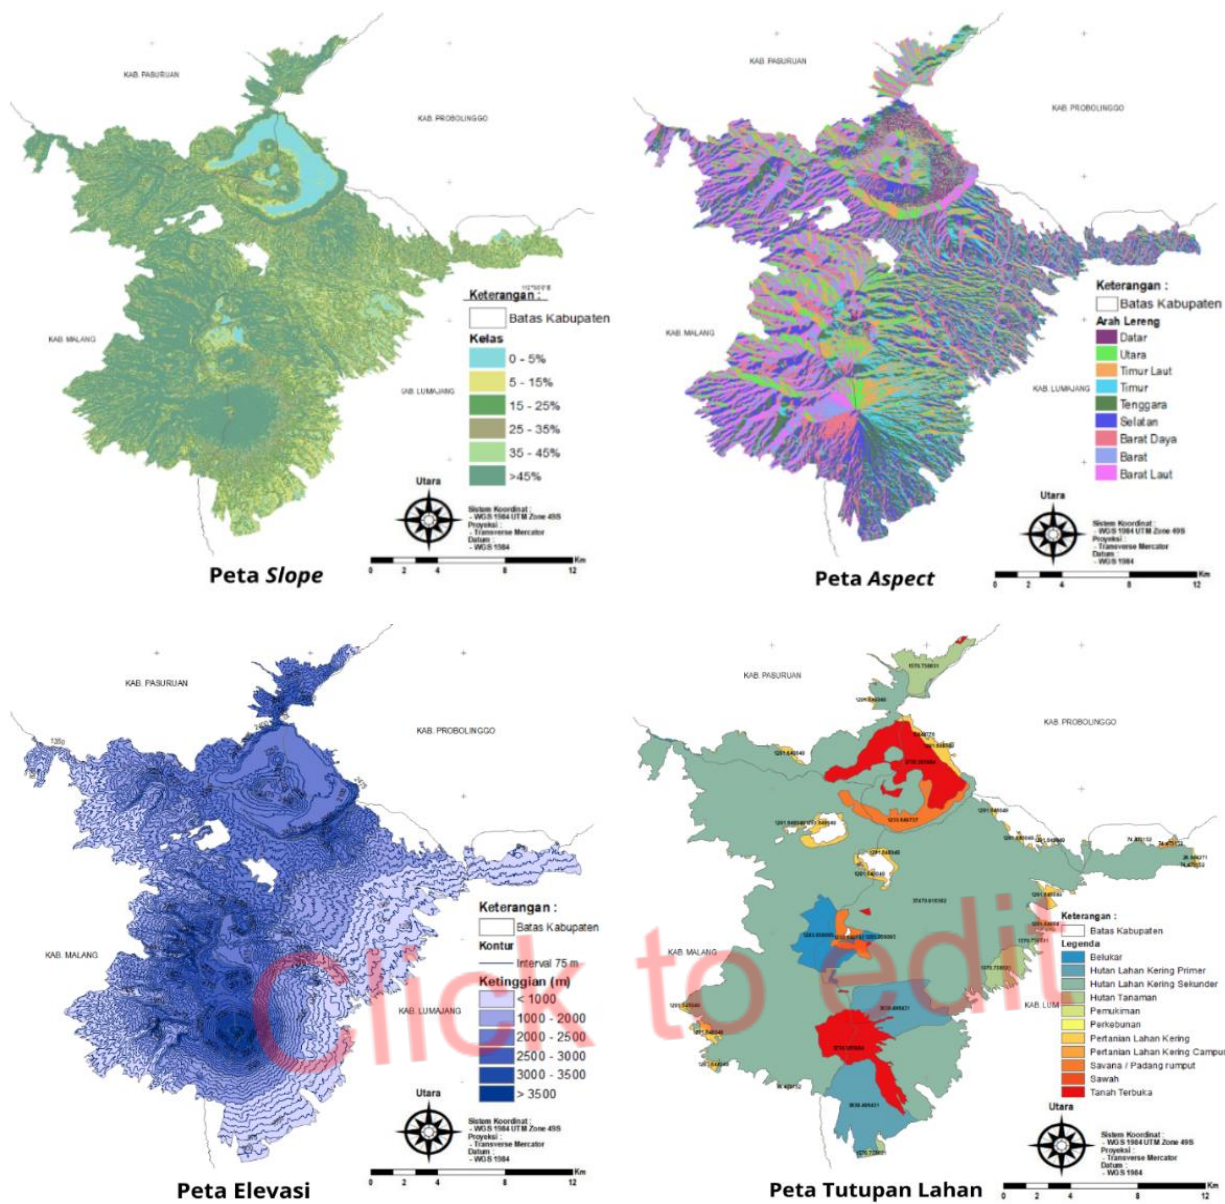 KAB. PASURUAN
KAB. PROBOLINGGO
KAB. MALANG
KAB. LUMAJANG
Keterangan :
Batas Kabupaten
Kelas
0 - 5%
5 - 15%
15 - 25%
25 - 35%
35 - 45%
>45%
Utara
Sistem Koordinat :
- WGS 1984 UTM Zone 49S
Proyeksi :
- Transverse Mercator
Datum :
- WGS 1984
0 2 4 8 12 Km
Peta Slope
KAB. PASURUAN
KAB. PROBOLINGGO
KAB. MALANG
KAB. LUMAJANG
Keterangan :
Batas Kabupaten
Arah Lereng
Datar
Utara
Timur Laut
Timur
Tenggara
Selatan
Barat Daya
Barat
Barat Laut
Utara
Sistem Koordinat :
- WGS 1984 UTM Zone 49S
Proyeksi :
- Transverse Mercator
Datum :
- WGS 1984
0 2 4 8 12 Km
Peta Aspect
KAB. PASURUAN
KAB. PROBOLINGGO
KAB. MALANG
KAB. LUMAJANG
Keterangan :
Batas Kabupaten
Kontur
Interval 75 m
Ketinggian (m)
< 1000
1000 - 2000
2000 - 2500
2500 - 3000
3000 - 3500
> 3500
Utara
Sistem Koordinat :
- WGS 1984 UTM Zone 49S
Proyeksi :
- Transverse Mercator
Datum :
- WGS 1984
0 2 4 8 12 Km
Peta Elevasi
KAB. PASURUAN
KAB. PROBOLINGGO
KAB. MALANG
KAB. LUM
Keterangan :
Batas Kabupaten
Legenda
Belukar
Hutan Lahan Kering Primer
Hutan Lahan Kering Sekunder
Hutan Tanaman
Pemukiman
Perkebunan
Pertanian Lahan Kering
Pertanian Lahan Kering Campur
Savana / Padang rumput
Sawah
Tanah Terbuka
Utara
Sistem Koordinat :
- WGS 1984 UTM Zone 49S
Proyeksi :
- Transverse Mercator
Datum :
- WGS 1984
0 2 4 8 12 Km
Peta Tutupan Lahan
Click to edit